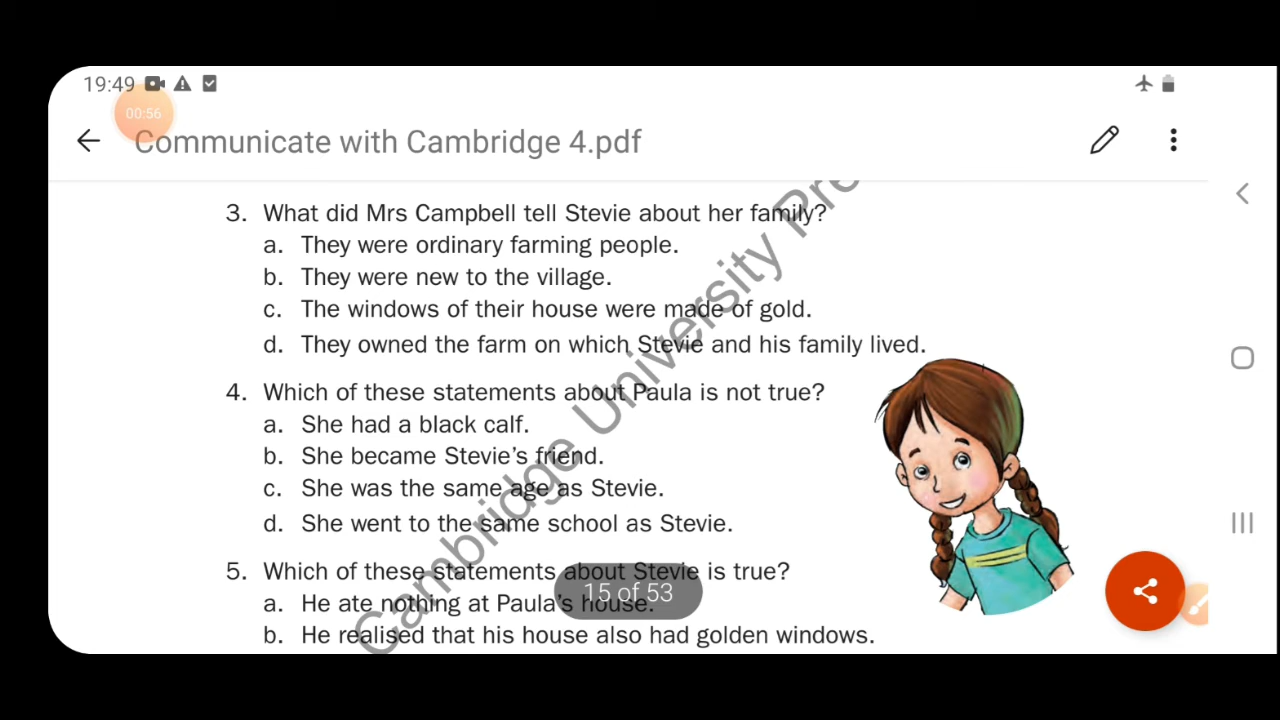 19:49
00:56
Communicate with Cambridge 4.pdf
3. What did Mrs Campbell tell Stevie about her family?
a. They were ordinary farming people.
b. They were new to the village.
c. The windows of their house were made of gold.
d. They owned the farm on which Stevie and his family lived.
4. Which of these statements about Paula is not true?
a. She had a black calf.
b. She became Stevie's friend.
c. She was the same age as Stevie.
d. She went to the same school as Stevie.
5. Which of these statements about Stevie is true?
a. He ate nothing at Paula's house.
b. He realised that his house also had golden windows.
15 of 53
Cambridge University Pre